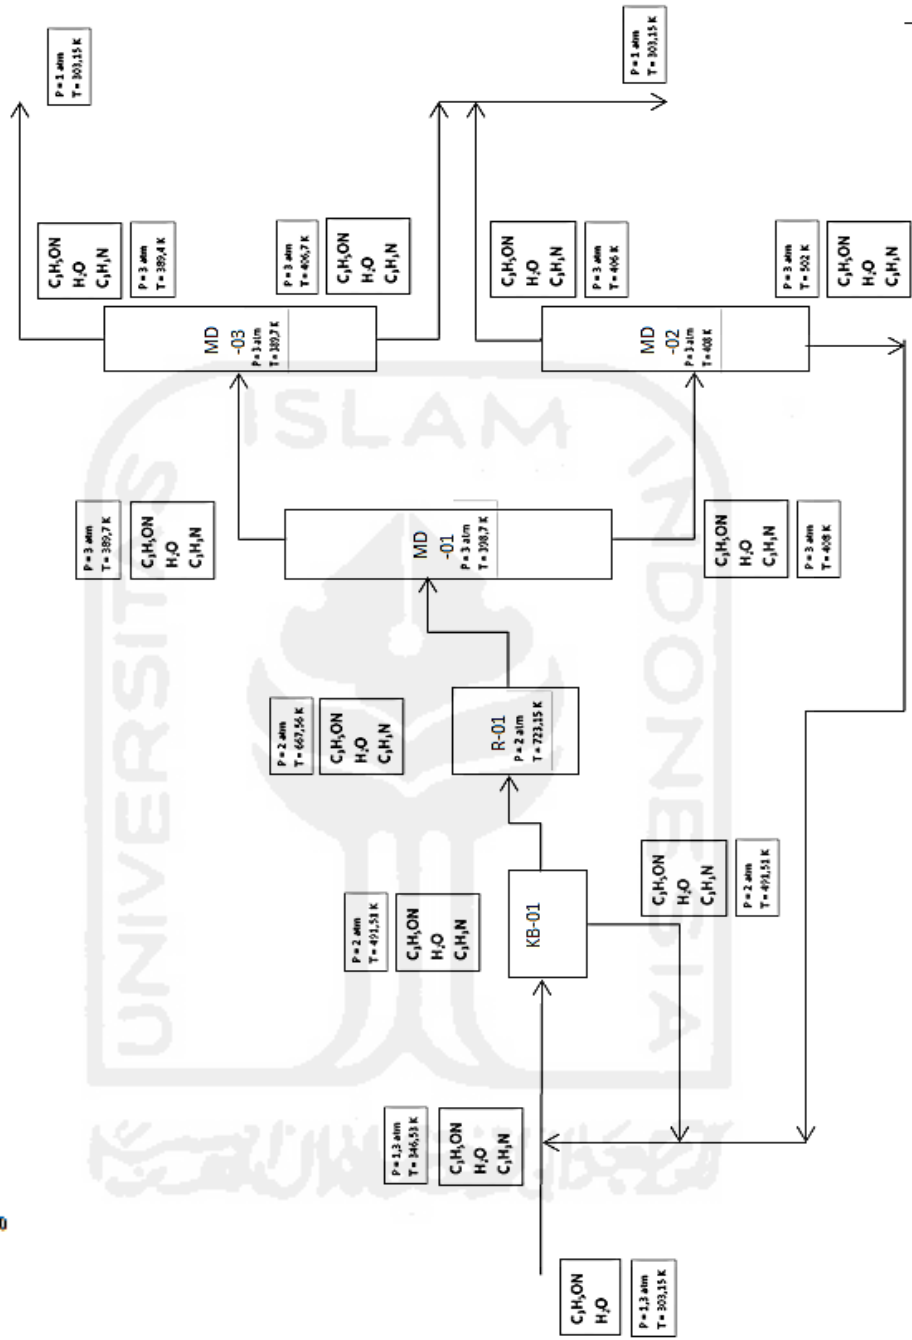 C₃H₅ON
H₂O
P = 1,3 atm
T = 303,15 K
P = 1,3 atm
T = 346,53 K
C₃H₅ON
H₂O
C₃H₃N
P = 2 atm
T = 491,51 K
C₃H₅ON
H₂O
C₃H₃N
KB-01
C₃H₅ON
H₂O
C₃H₃N
P = 2 atm
T = 491,51 K
P = 2 atm
T = 667,56 K
C₃H₅ON
H₂O
C₃H₃N
R-01
P = 2 atm
T = 723,15 K
P = 3 atm
T = 389,7 K
C₃H₅ON
H₂O
C₃H₃N
MD
-01
P = 3 atm
T = 398,7 K
C₃H₅ON
H₂O
C₃H₃N
P = 3 atm
T = 408 K
C₃H₅ON
H₂O
C₃H₃N
P = 3 atm
T = 389,4 K
MD
-03
P = 3 atm
T = 389,7 K
P = 3 atm
T = 406,7 K
C₃H₅ON
H₂O
C₃H₃N
C₃H₅ON
H₂O
C₃H₃N
P = 3 atm
T = 406 K
MD
-02
P = 3 atm
T = 408 K
P = 3 atm
T = 502 K
C₃H₅ON
H₂O
C₃H₃N
P = 1 atm
T = 303,15 K
P = 1 atm
T = 303,15 K
UNIVERSITAS
ISLAM
INDONESIA